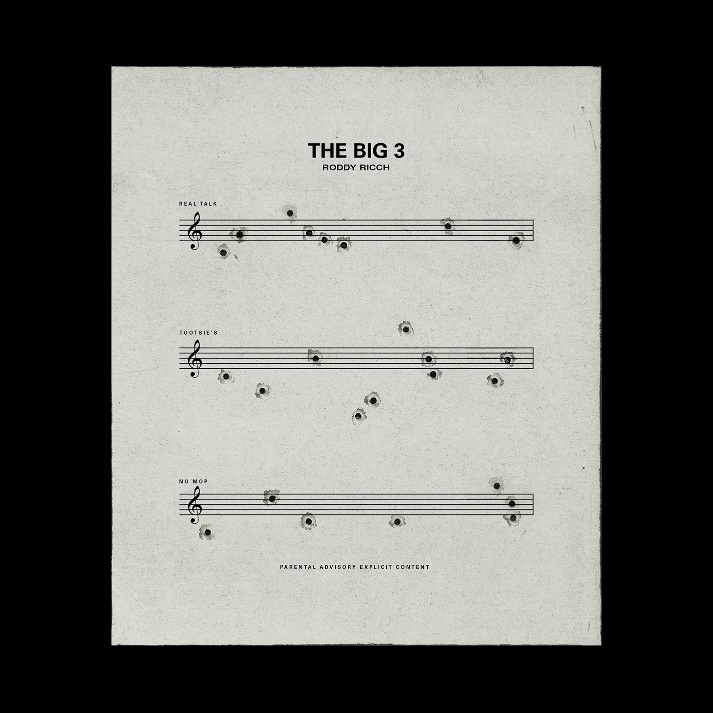 THE BIG 3
RODDY RICCH
REAL TALK
TOOTSIE'S
NO MOP
PARENTAL ADVISORY EXPLICIT CONTENT